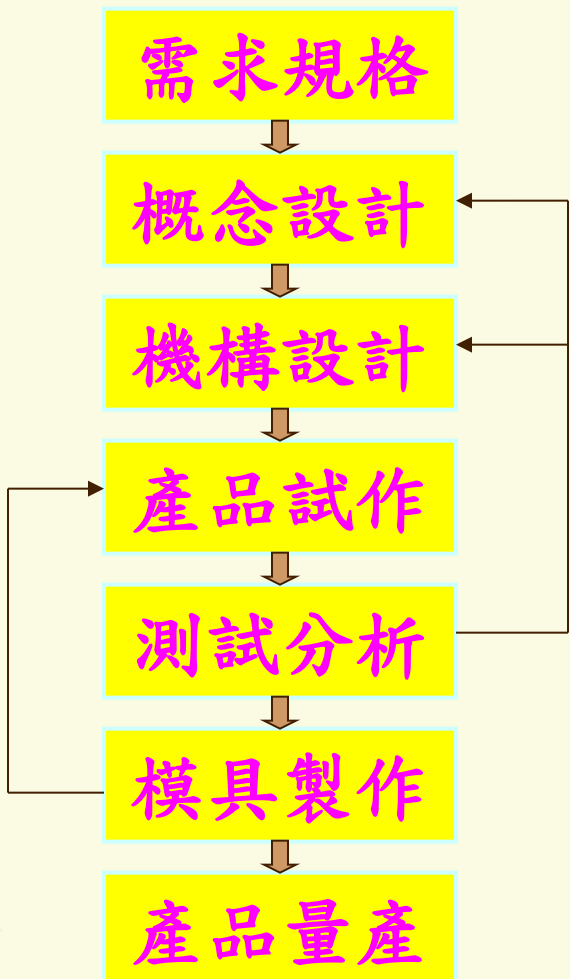 需求規格
概念設計
機構設計
產品試作
測試分析
模具製作
產品量產